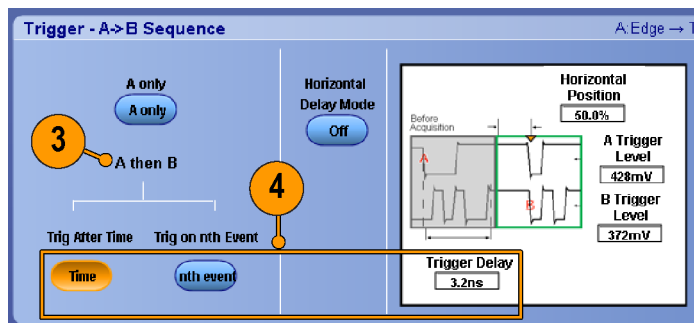 Trigger - A->B Sequence
A:Edge → T
A only
A only
3
A then B
4
Trig After Time
Trig on nth Event
Time
nth event
Horizontal
Delay Mode
Off
Before
Acquisition
A
B
Horizontal
Position
50.0%
A Trigger
Level
428mV
B Trigger
Level
372mV
Trigger Delay
3.2ns